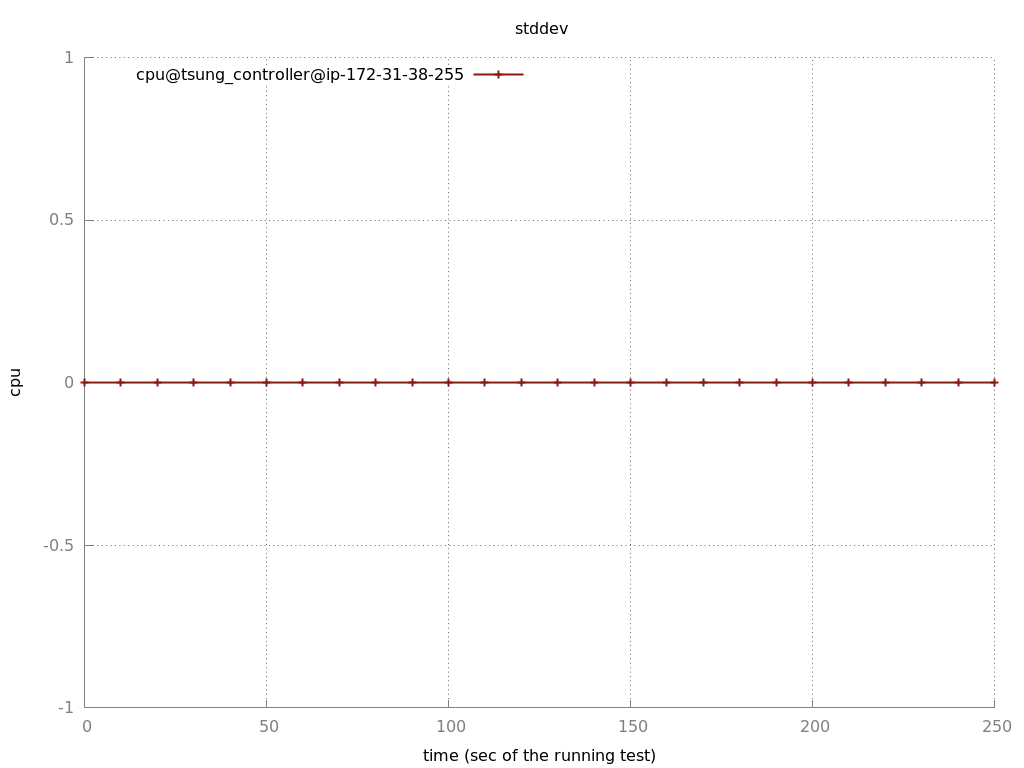 stddev
1
cpu@tsung_controller@ip-172-31-38-255
0.5
cpu
0
-0.5
-1
0 50 100 150 200 250
time (sec of the running test)